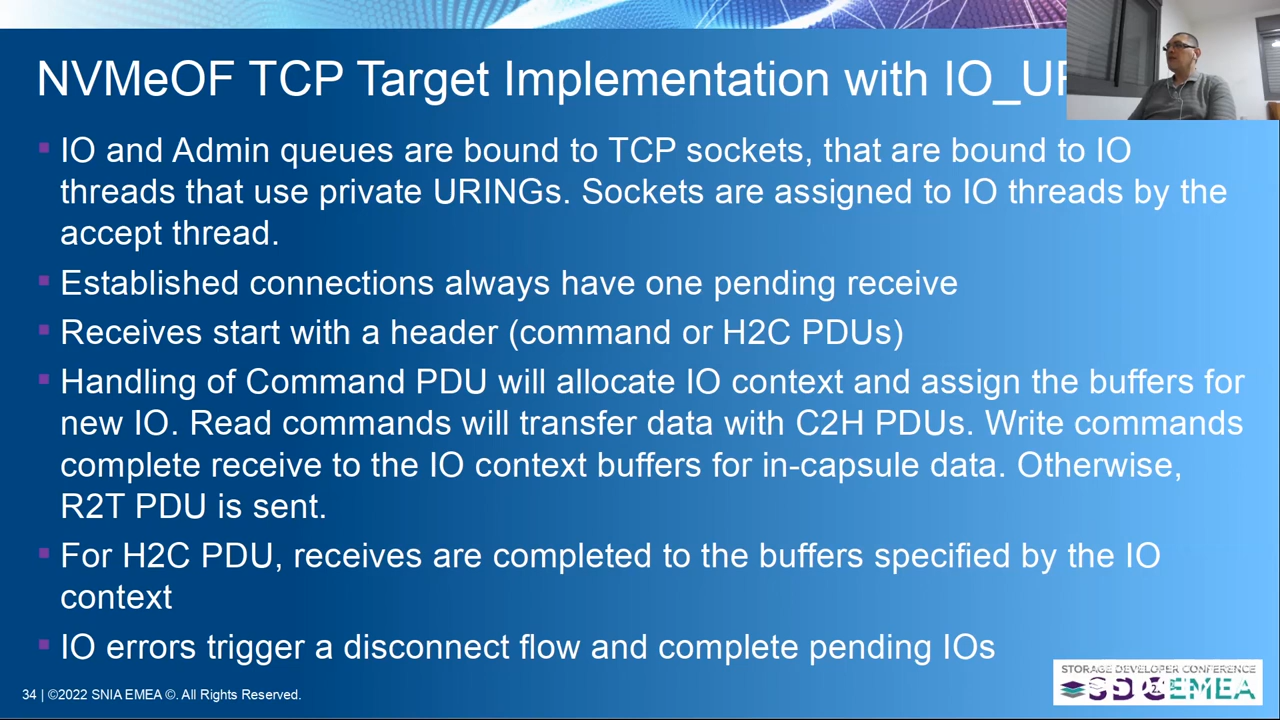 NVMeOF TCP Target Implementation with IO_U
IO and Admin queues are bound to TCP sockets, that are bound to IO
threads that use private URINGs. Sockets are assigned to IO threads by the
accept thread.
Established connections always have one pending receive
Receives start with a header (command or H2C PDUs)
Handling of Command PDU will allocate IO context and assign the buffers for
new IO. Read commands will transfer data with C2H PDUs. Write commands
complete receive to the IO context buffers for in-capsule data. Otherwise,
R2T PDU is sent.
For H2C PDU, receives are completed to the buffers specified by the IO
context
IO errors trigger a disconnect flow and complete pending IOs
34 | ©2022 SNIA EMEA ©. All Rights Reserved.
STORAGE DEVELOPER CONFERENCE
SDC EMEA